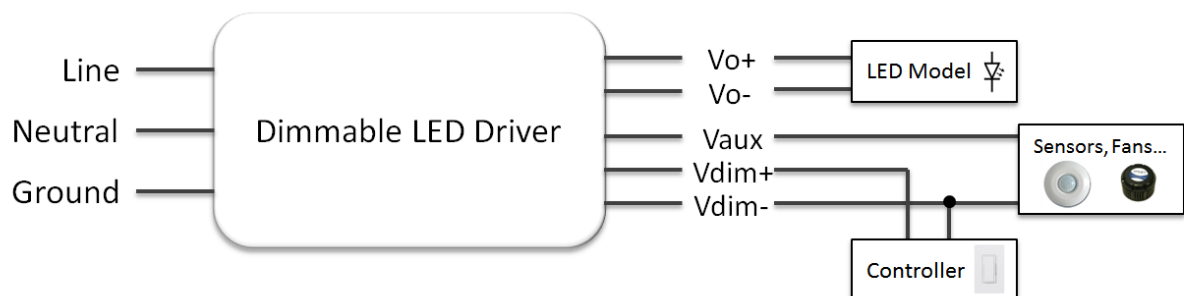 Line
Neutral
Ground
Dimmable LED Driver
Vo+
Vo-
Vaux
Vdim+
Vdim-
LED Model
Sensors, Fans...
Controller